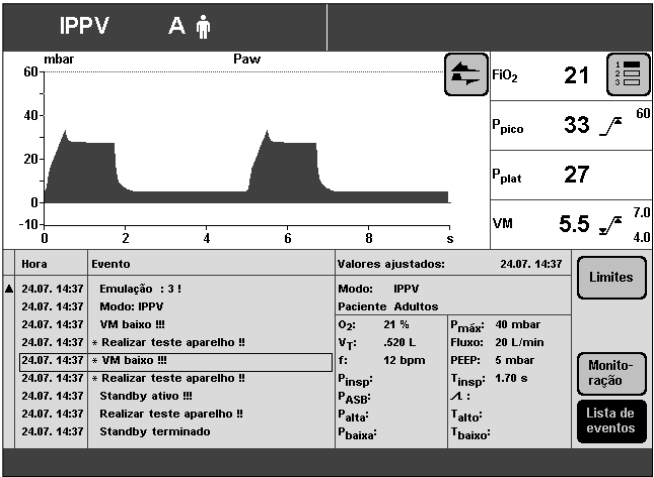 IPPV A
mbar Paw
60
40
20
0
-10
0 2 4 6 8 s
FiO2 21
1
2
3
Ppico 33 60
Pplat 27
VM 5.5 7.0
4.0
Hora Evento
24.07. 14:37 Emulação : 3 !
24.07. 14:37 Modo: IPPV
24.07. 14:37 VM baixo !!!
24.07. 14:37 * Realizar teste aparelho !!
24.07. 14:37 * VM baixo !!!
24.07. 14:37 * Realizar teste aparelho !!
24.07. 14:37 Standby ativo !!!
24.07. 14:37 Realizar teste aparelho !!
24.07. 14:37 Standby terminado
Valores ajustados: 24.07. 14:37
Modo: IPPV
Paciente Adultos
O2: 21 % Pmáx: 40 mbar
VT: .520 L Fluxo: 20 L/min
f: 12 bpm PEEP: 5 mbar
Pinsp: Tinsp: 1.70 s
PASB: :
Palta: Talto:
Pbaixa: Tbaixo:
Limites
Monito-
ração
Lista de
eventos